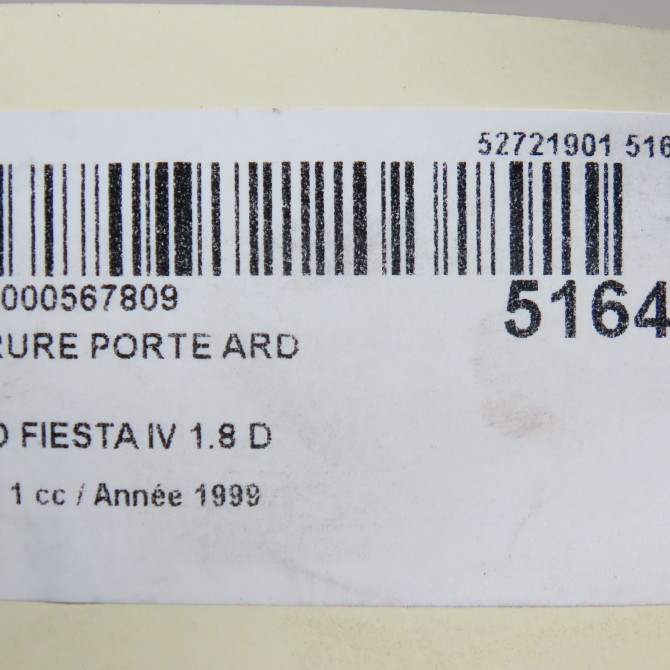 52721901 516
000567809
5164
RURE PORTE ARD
D FIESTA IV 1.8 D
1 cc / Année 1999